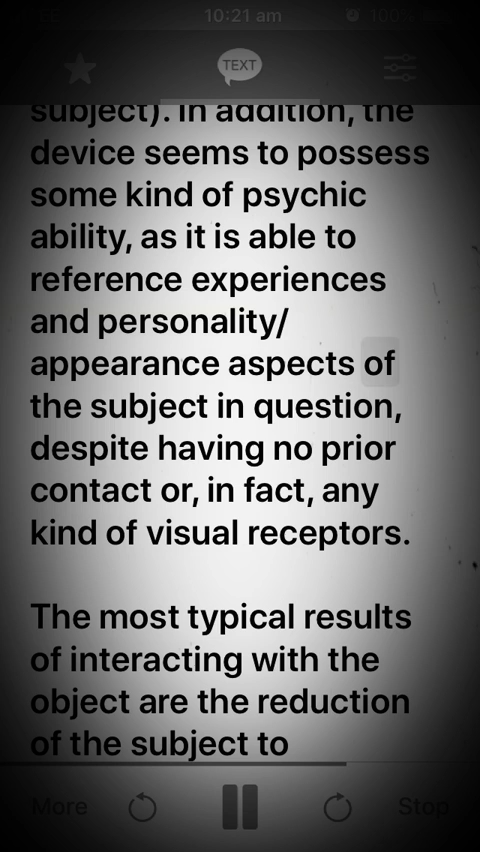 10:21 am
100%
TEXT
subject). In addition, the
device seems to possess
some kind of psychic
ability, as it is able to
reference experiences
and personality/
appearance aspects of
the subject in question,
despite having no prior
contact or, in fact, any
kind of visual receptors.
The most typical results
of interacting with the
object are the reduction
of the subject to
More
Stop